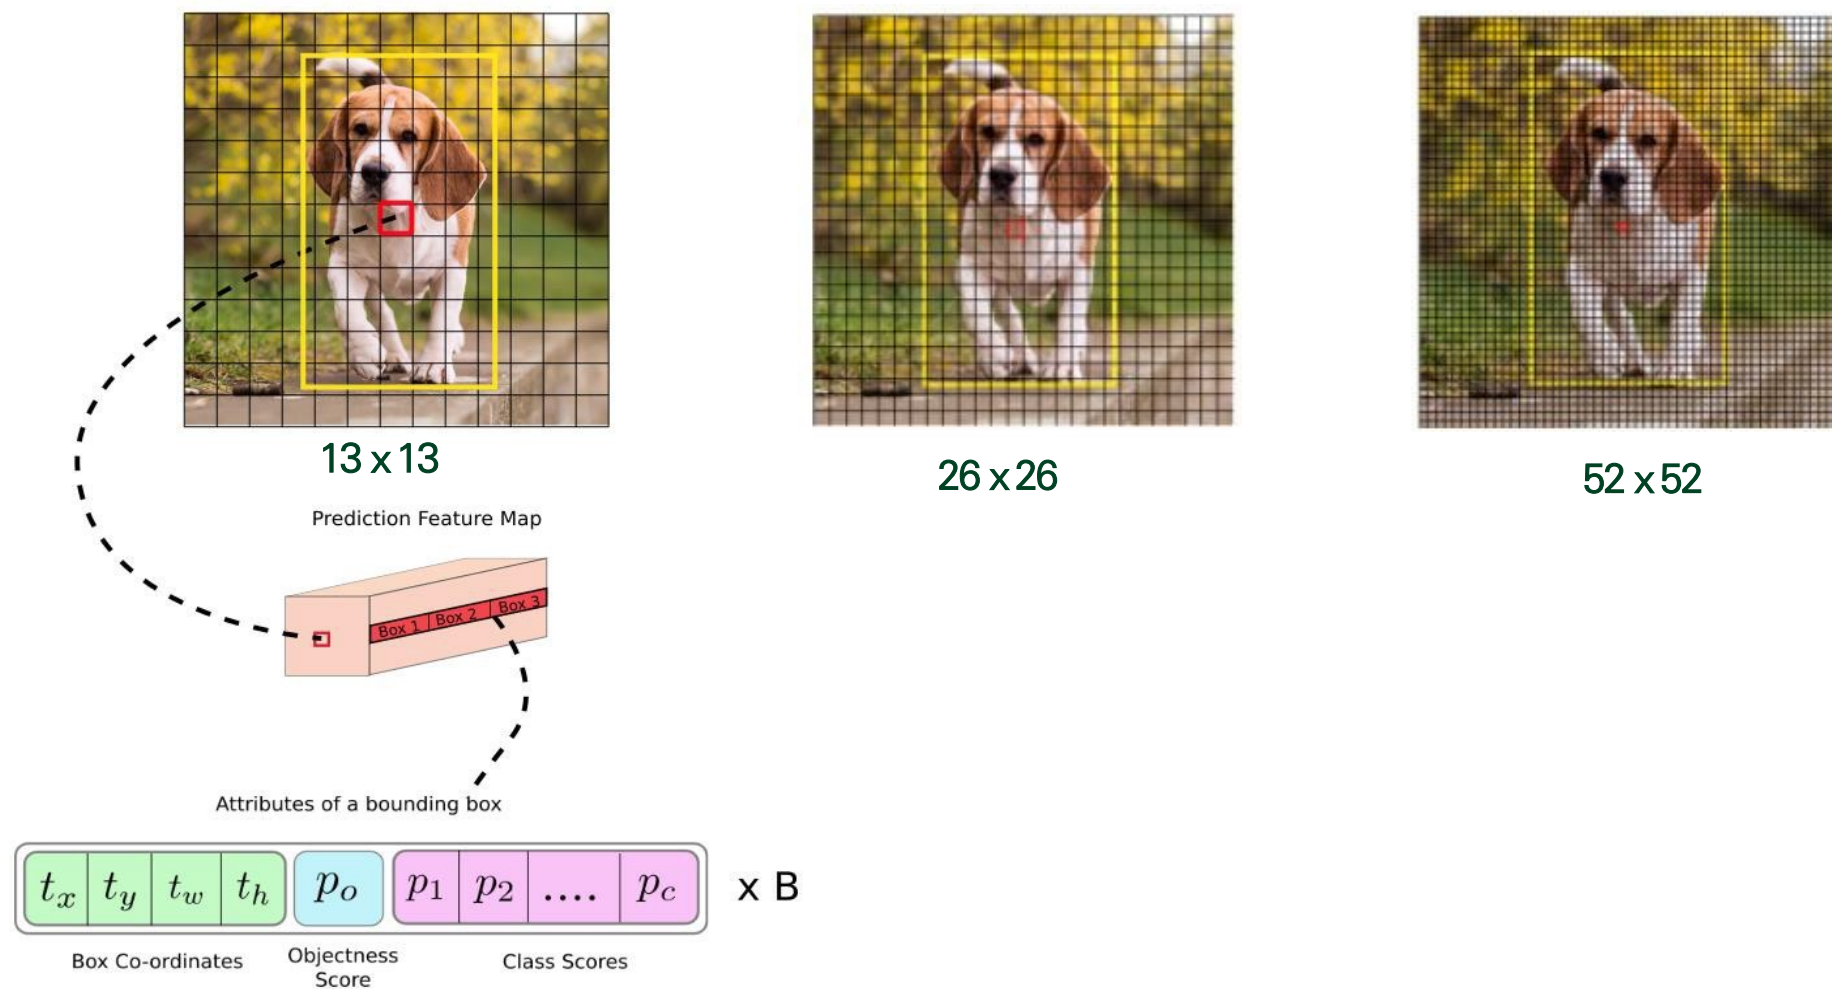 13 x 13
26 x 26
52 x 52
Prediction Feature Map
Box 1 Box 2 Box 3
Attributes of a bounding box
t_x t_y t_w t_h p_o p_1 p_2 .... p_c x B
Box Co-ordinates
Objectness
Score
Class Scores